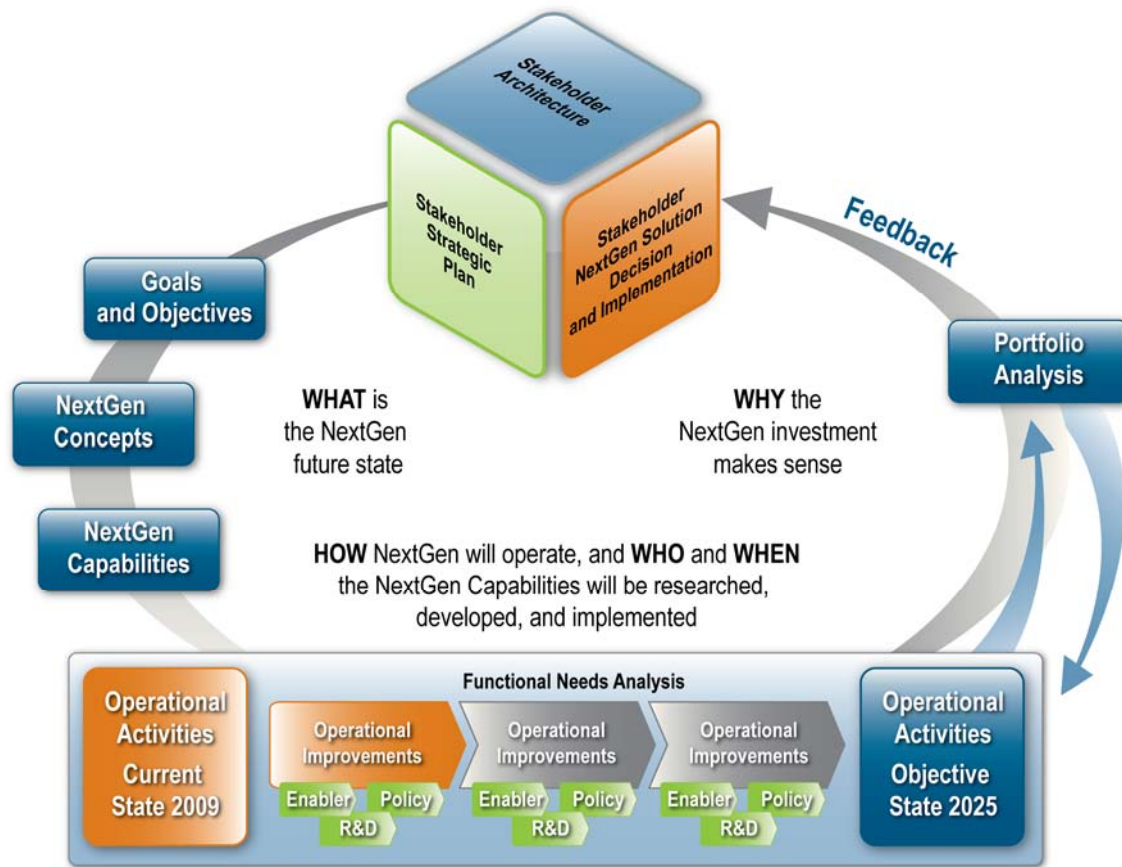 Stakeholder
Architecture
Stakeholder
Strategic
Plan
Stakeholder
NextGen Solution
Decision
and Implementation
Feedback
Goals
and Objectives
Portfolio
Analysis
NextGen
Concepts
WHAT is
the NextGen
future state
WHY the
NextGen investment
makes sense
NextGen
Capabilities
HOW NextGen will operate, and WHO and WHEN
the NextGen Capabilities will be researched,
developed, and implemented
Functional Needs Analysis
Operational
Activities
Current
State 2009
Operational
Improvements
Enabler
Policy
R&D
Operational
Improvements
Enabler
Policy
R&D
Operational
Improvements
Enabler
Policy
R&D
Operational
Activities
Objective
State 2025